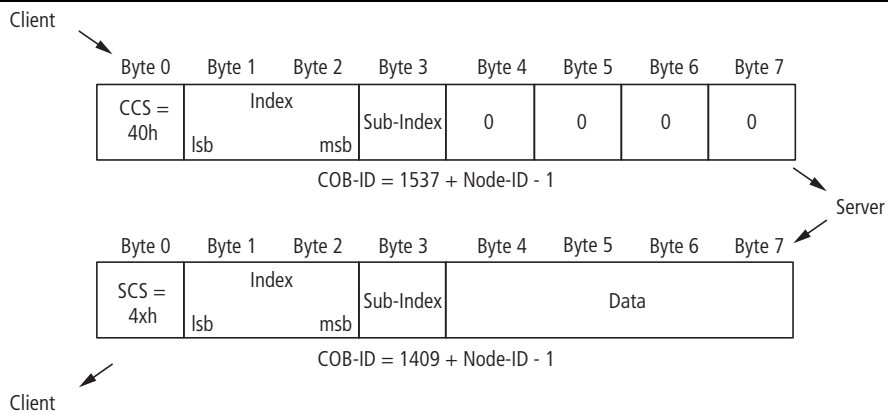 Client
Byte 0 Byte 1 Byte 2 Byte 3 Byte 4 Byte 5 Byte 6 Byte 7
CCS =
40h
Index
lsb msb
Sub-Index
0 0 0 0
COB-ID = 1537 + Node-ID - 1
Server
Byte 0 Byte 1 Byte 2 Byte 3 Byte 4 Byte 5 Byte 6 Byte 7
SCS =
4xh
Index
lsb msb
Sub-Index
Data
COB-ID = 1409 + Node-ID - 1
Client